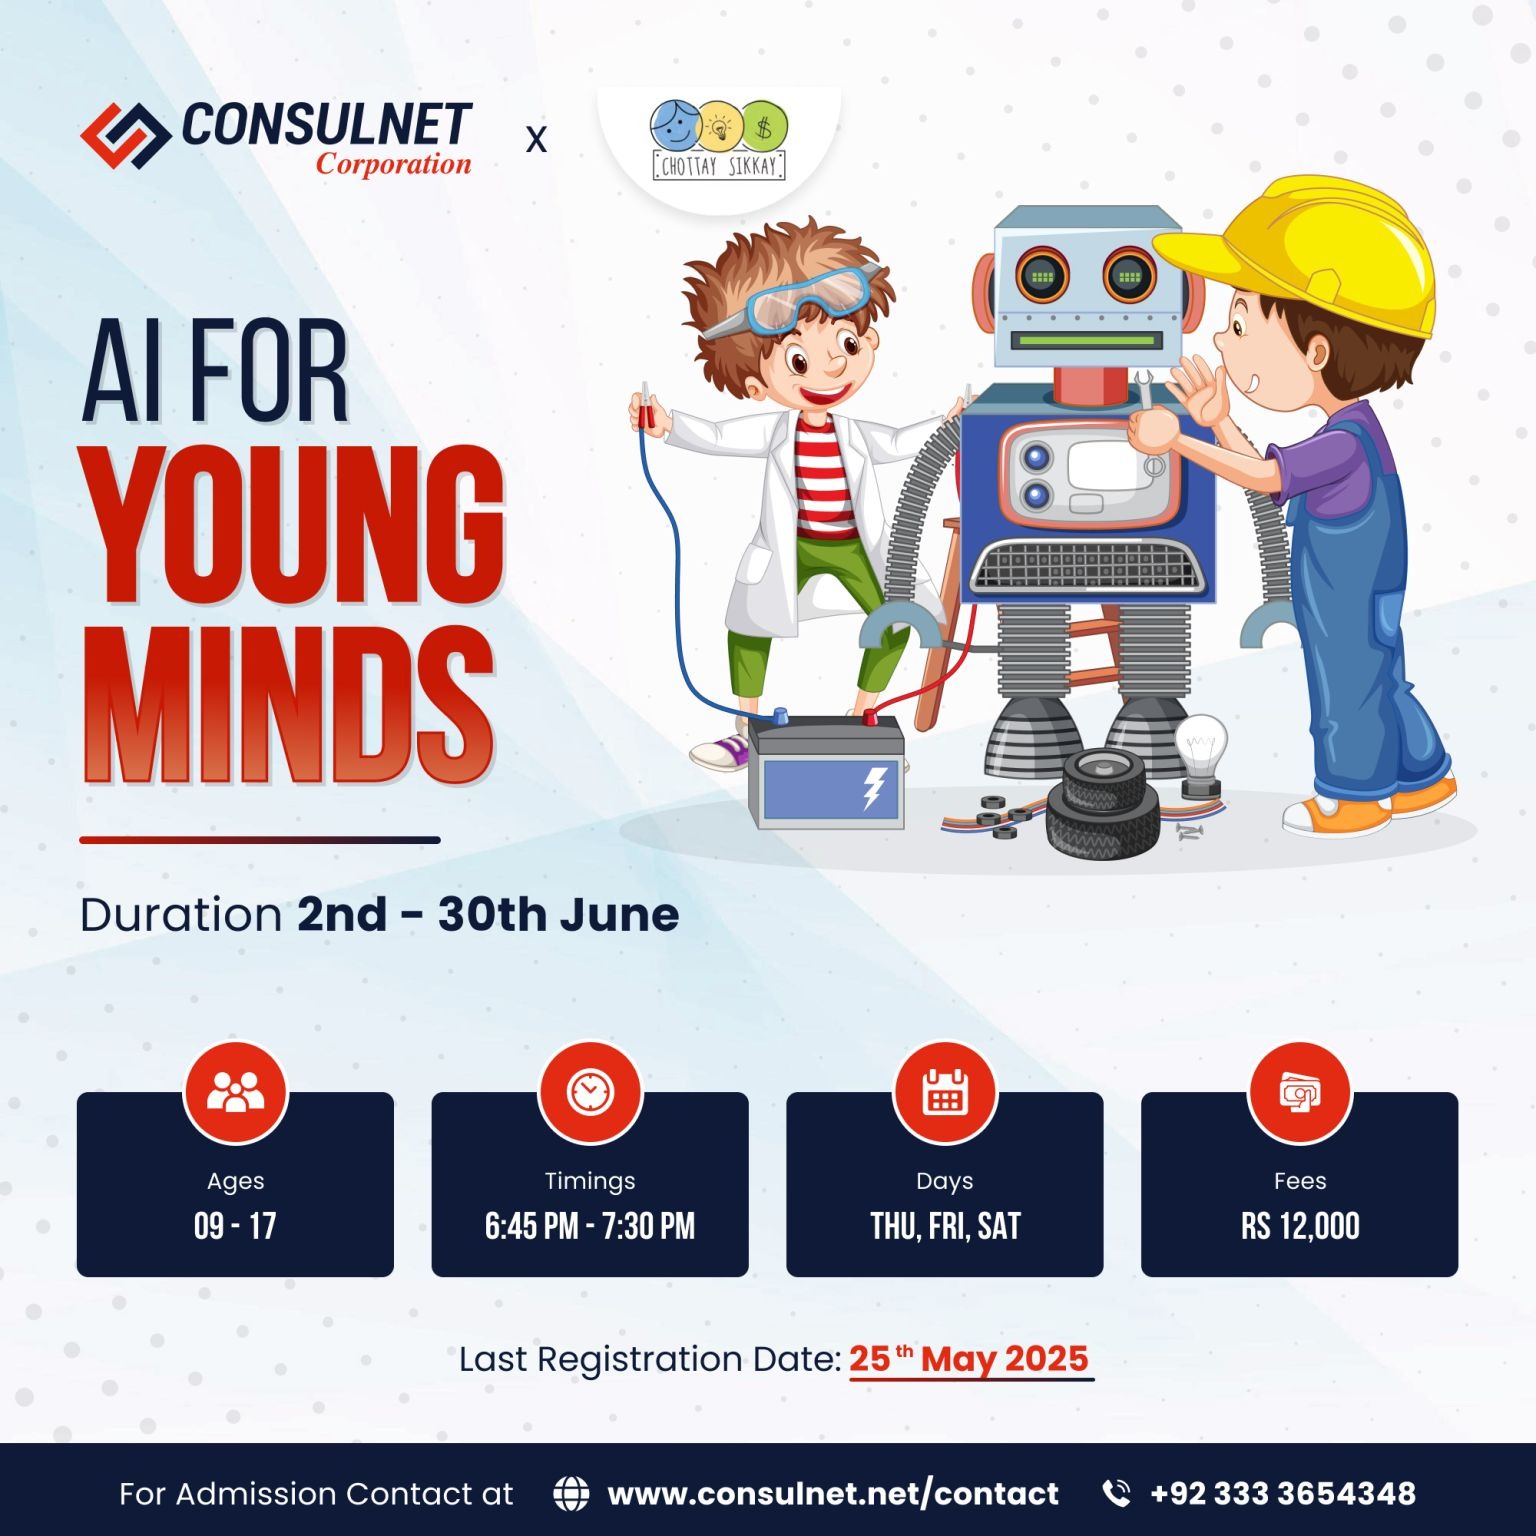 CONSULNET
Corporation
X
CHOTTAY SIKKAY
$
AI FOR
YOUNG
MINDS
Duration 2nd - 30th June
Ages
09 - 17
Timings
6:45 PM - 7:30 PM
Days
THU, FRI, SAT
Fees
RS 12,000
Last Registration Date: 25th May 2025
For Admission Contact at www.consulnet.net/contact +92 333 3654348